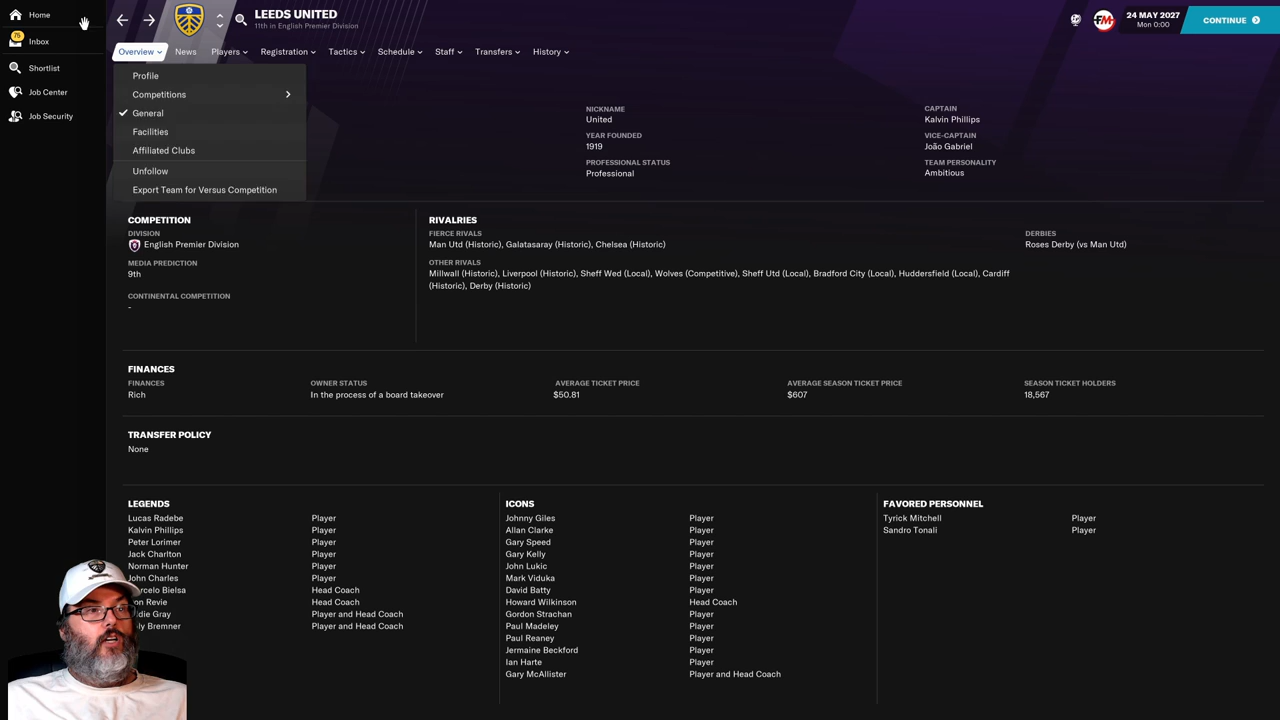 Home
LEEDS UNITED
11th in English Premier Division
24 MAY 2027
Mon 0:00
CONTINUE
FM
75
Inbox
Overview
News
Players
Registration
Tactics
Schedule
Staff
Transfers
History
Shortlist
Job Center
Job Security
Profile
Competitions
General
Facilities
Affiliated Clubs
Unfollow
Export Team for Versus Competition
NICKNAME
United
YEAR FOUNDED
1919
PROFESSIONAL STATUS
Professional
CAPTAIN
Kalvin Phillips
VICE-CAPTAIN
João Gabriel
TEAM PERSONALITY
Ambitious
COMPETITION
DIVISION
English Premier Division
MEDIA PREDICTION
9th
CONTINENTAL COMPETITION
-
RIVALRIES
FIERCE RIVALS
Man Utd (Historic), Galatasaray (Historic), Chelsea (Historic)
OTHER RIVALS
Millwall (Historic), Liverpool (Historic), Sheff Wed (Local), Wolves (Competitive), Sheff Utd (Local), Bradford City (Local), Huddersfield (Local), Cardiff
(Historic), Derby (Historic)
DERBIES
Roses Derby (vs Man Utd)
FINANCES
FINANCES
Rich
OWNER STATUS
In the process of a board takeover
AVERAGE TICKET PRICE
$50.81
AVERAGE SEASON TICKET PRICE
$607
SEASON TICKET HOLDERS
18,567
TRANSFER POLICY
None
LEGENDS
Lucas Radebe Player
Kalvin Phillips Player
Peter Lorimer Player
Jack Charlton Player
Norman Hunter Player
John Charles Player
arcelo Bielsa Head Coach
on Revie Head Coach
die Gray Player and Head Coach
ly Bremner Player and Head Coach
ICONS
Johnny Giles Player
Allan Clarke Player
Gary Speed Player
Gary Kelly Player
John Lukic Player
Mark Viduka Player
David Batty Player
Howard Wilkinson Head Coach
Gordon Strachan Player
Paul Madeley Player
Paul Reaney Player
Jermaine Beckford Player
Ian Harte Player
Gary McAllister Player and Head Coach
FAVORED PERSONNEL
Tyrick Mitchell Player
Sandro Tonali Player